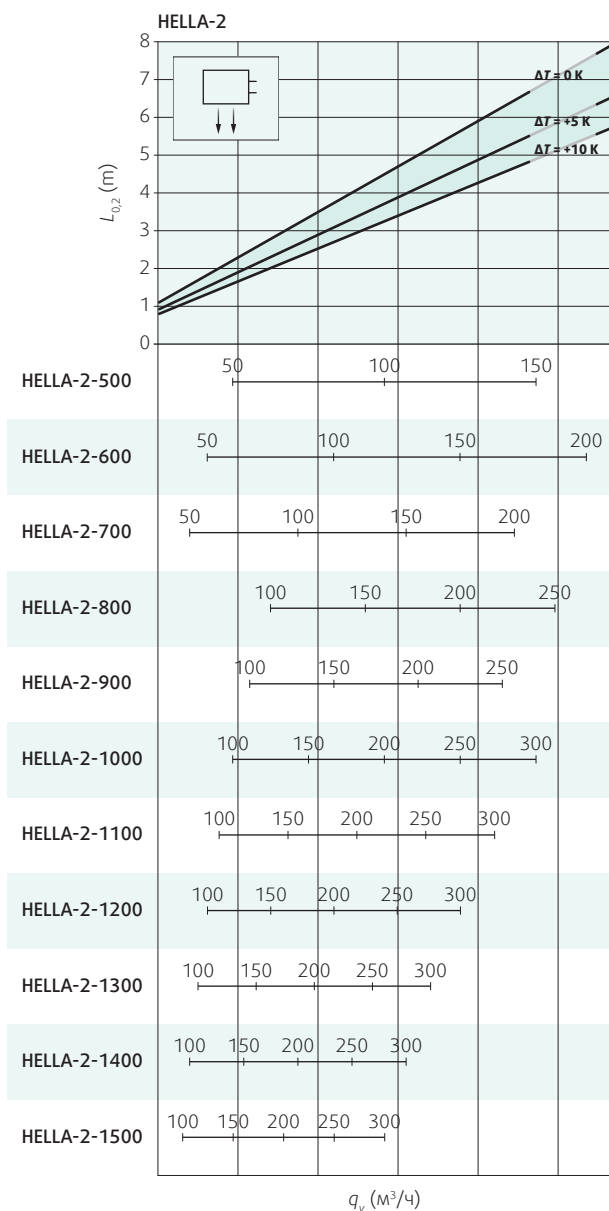 HELLA-2
8
7
6
5
4
3
2
1
0
L0,2 (m)
ΔT = 0 K
ΔT = +5 K
ΔT = +10 K
HELLA-2-500 50 100 150
HELLA-2-600 50 100 150 200
HELLA-2-700 50 100 150 200
HELLA-2-800 100 150 200 250
HELLA-2-900 100 150 200 250
HELLA-2-1000 100 150 200 250 300
HELLA-2-1100 100 150 200 250 300
HELLA-2-1200 100 150 200 250 300
HELLA-2-1300 100 150 200 250 300
HELLA-2-1400 100 150 200 250 300
HELLA-2-1500 100 150 200 250 300
qv (м³/ч)